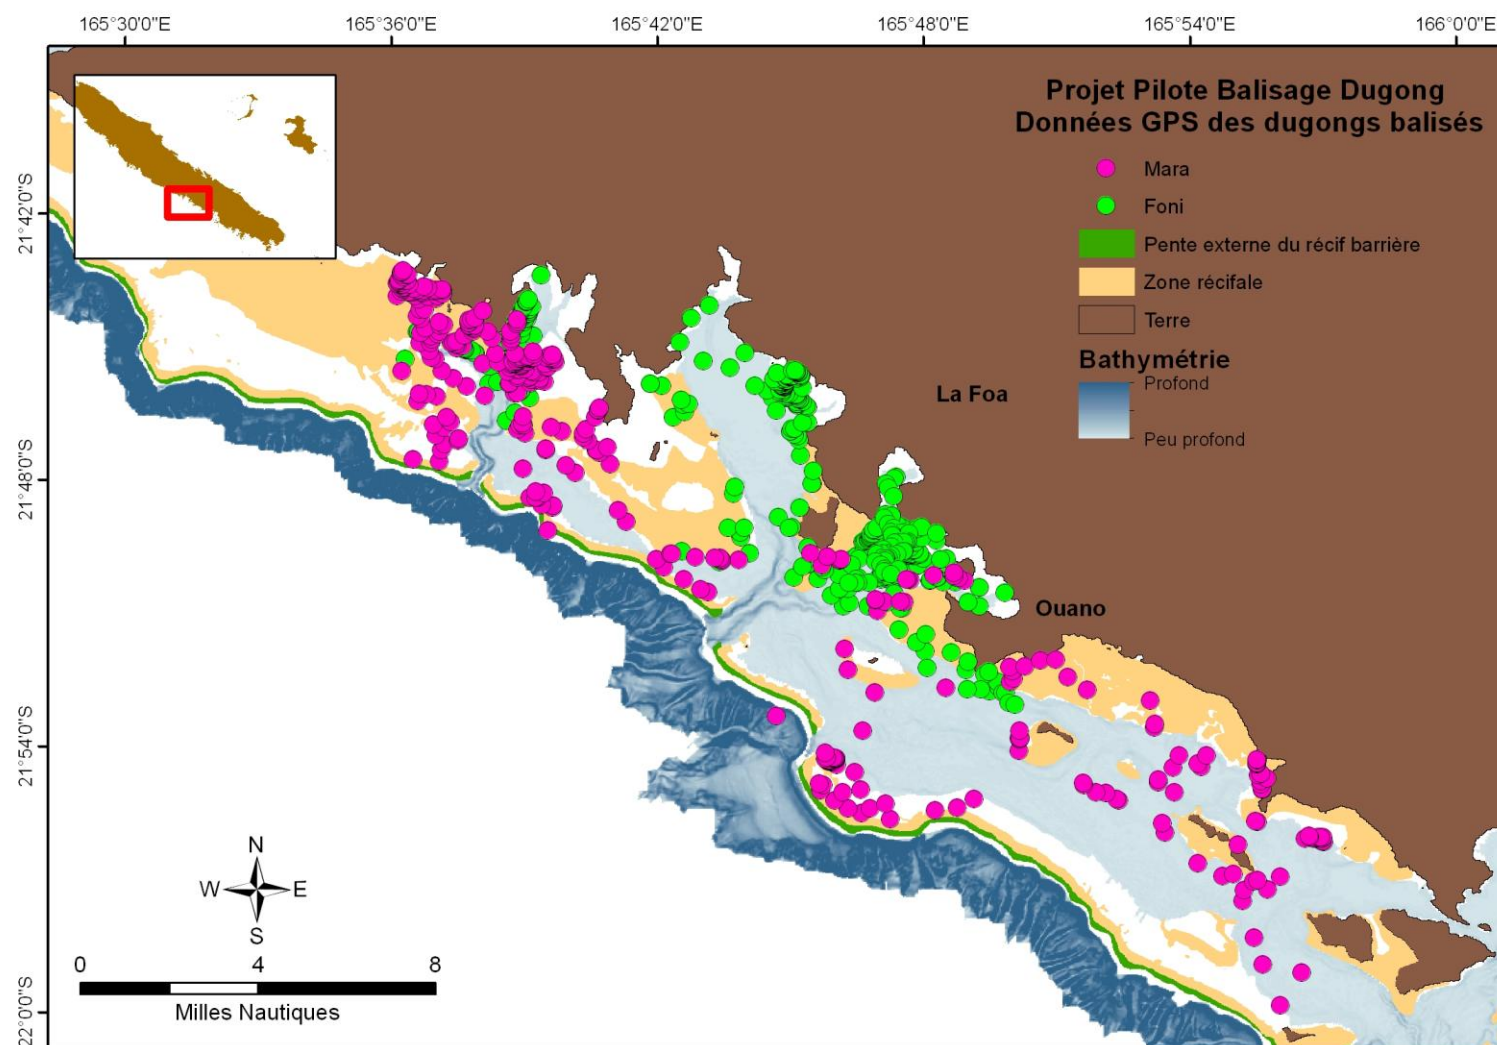 165°30'0"E 165°36'0"E 165°42'0"E 165°48'0"E 165°54'0"E 166°0'0"E
Projet Pilote Balisage Dugong
Données GPS des dugongs balisés
Mara
Foni
Pente externe du récif barrière
Zone récifale
Terre
Bathymétrie
Profond
Peu profond
21°42'0"S
21°48'0"S
21°54'0"S
22°0'0"S
La Foa
Ouano
N
W E
S
0 4 8
Milles Nautiques